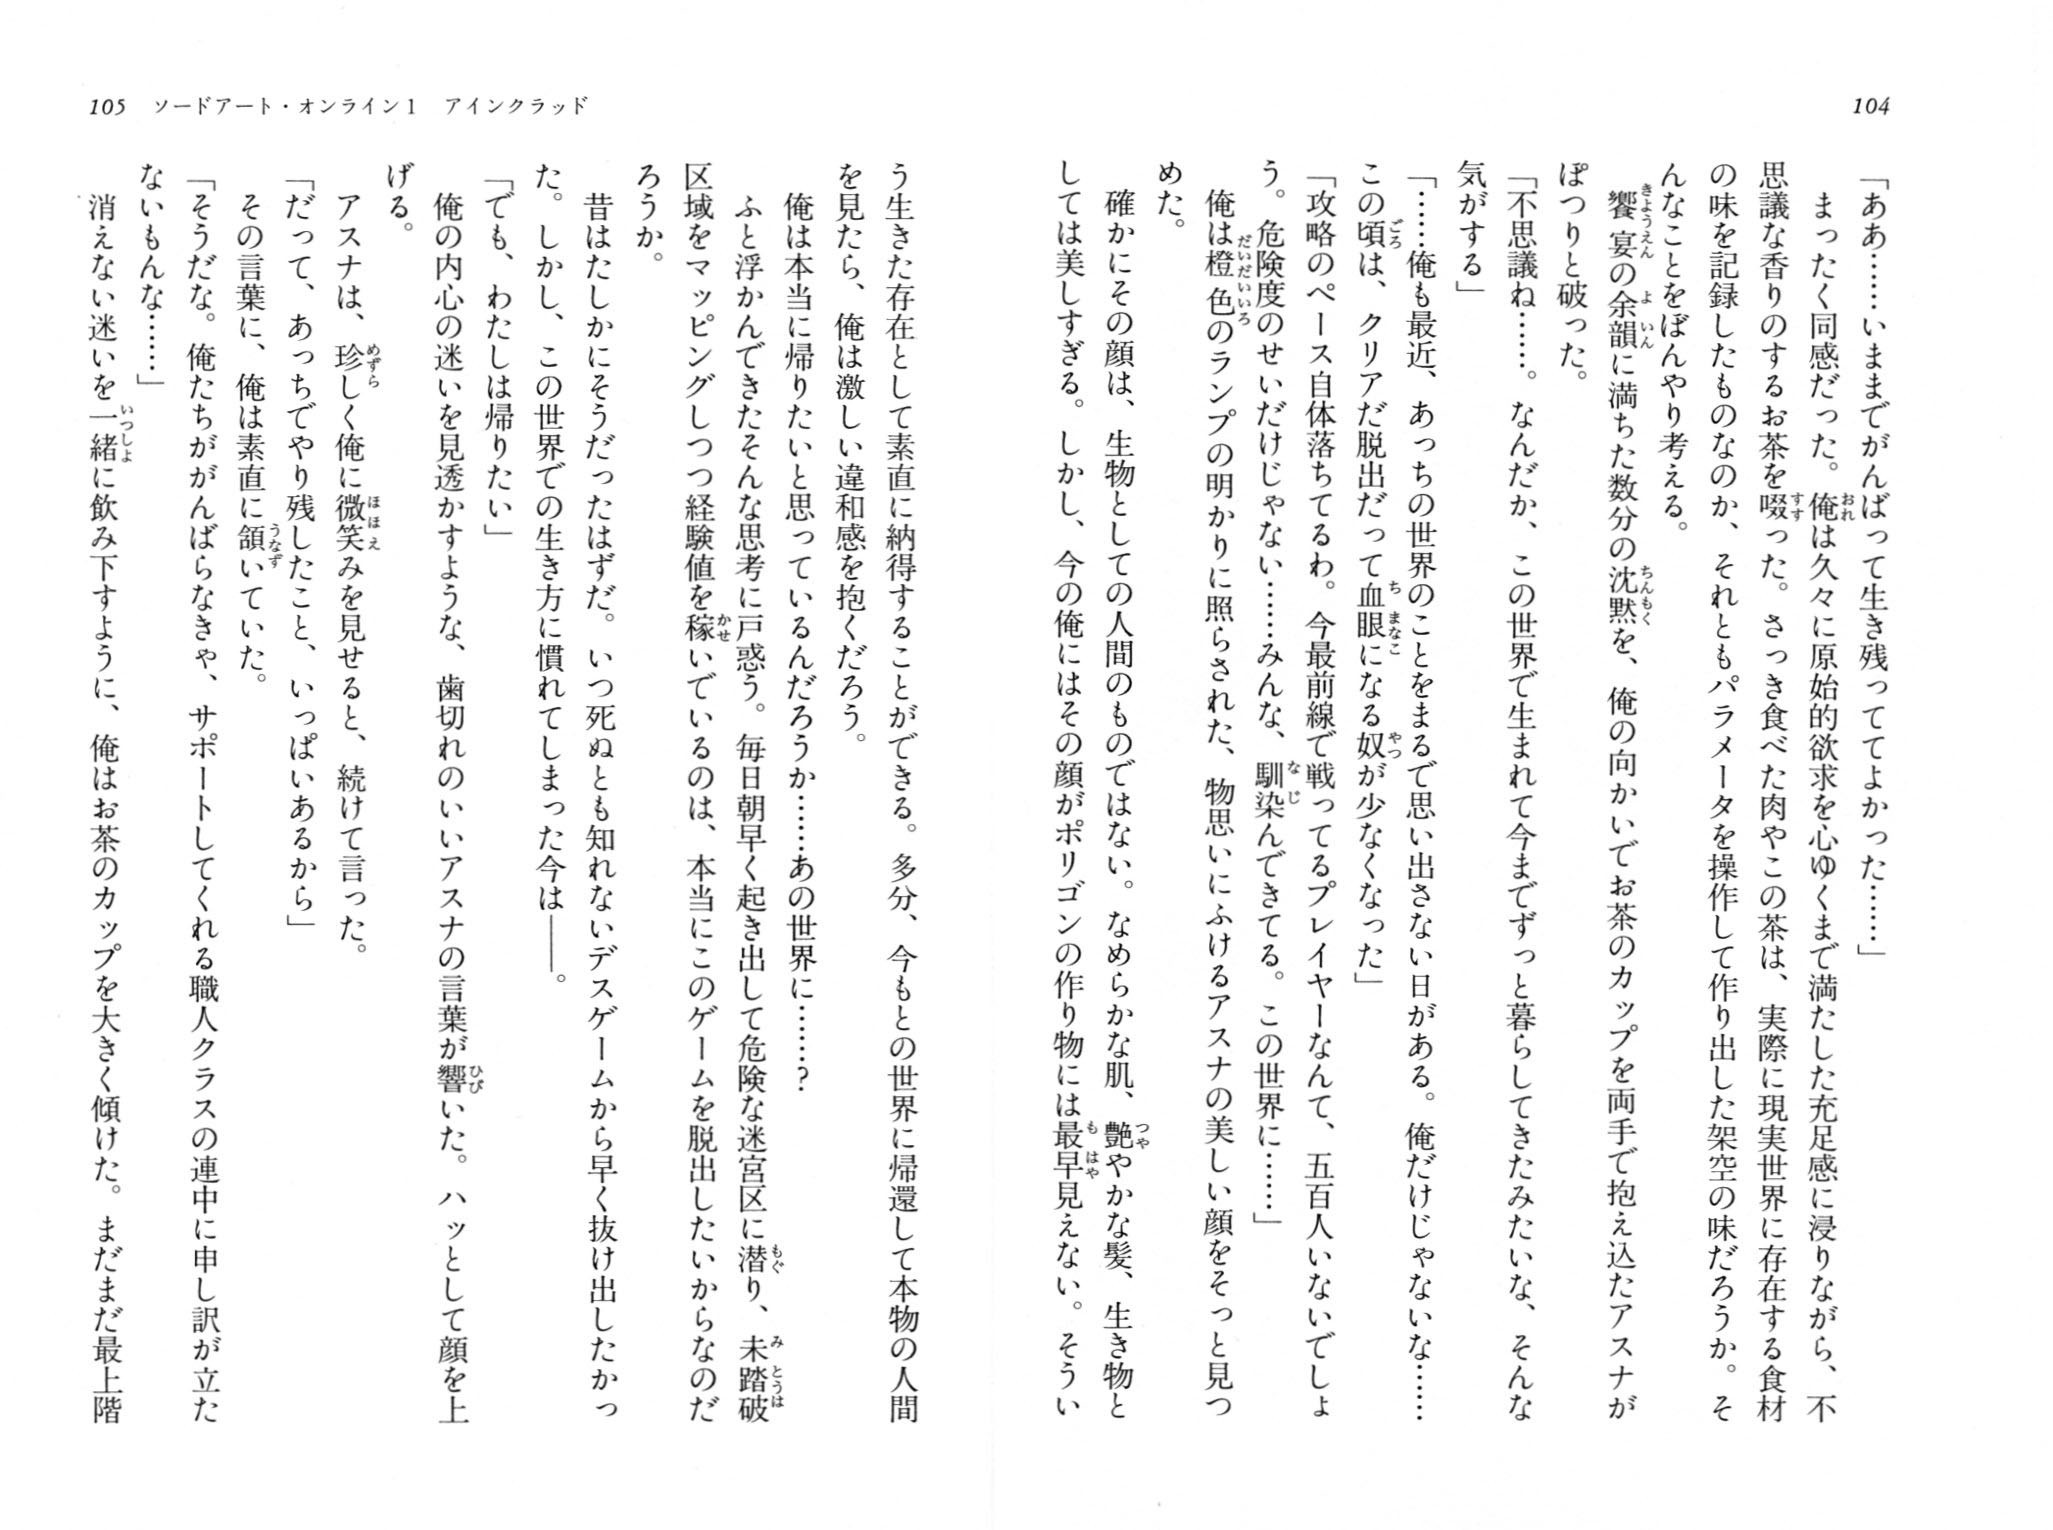 104
「ああ……いままでがんばって生き残っててよかった……」
まったく同感だった。俺は久々に原始的欲求を心ゆくまで満たした充足感に浸りながら、不
思議な香りのするお茶を啜った。さっき食べた肉やこの茶は、実際に現実世界に存在する食材
の味を記録したものなのか、それともパラメータを操作して作り出した架空の味だろうか。そ
んなことをぼんやり考える。
饗宴の余韻に満ちた数分の沈黙を、俺の向かいでお茶のカップを両手で抱え込たアスナが
ぽつりと破った。
「不思議ね……。なんだか、この世界で生まれて今までずっと暮らしてきたみたいな、そんな
気がする」
「……俺も最近、あっちの世界のことをまるで思い出さない日がある。俺だけじゃないな……
この頃は、クリアだ脱出だって血眼になる奴が少なくなった」
「攻略のペース自体落ちてるわ。今最前線で戦ってるプレイヤーなんて、五百人いないでしょ
う。危険度のせいだけじゃない……みんな、馴染んできてる。この世界に……」
俺は橙色のランプの明かりに照らされた、物思いにふけるアスナの美しい顔をそっと見つ
めた。
確かにその顔は、生物としての人間のものではない。なめらかな肌、艶やかな髪、生き物と
しては美しすぎる。しかし、今の俺にはその顔がポリゴンの作り物には最早見えない。そうい
105 ソードアート・オンライン1 アインクラッド
う生きた存在として素直に納得することができる。多分、今もとの世界に帰還して本物の人間
を見たら、俺は激しい違和感を抱くだろう。
俺は本当に帰りたいと思っているんだろうか……あの世界に……？
ふと浮かんできたそんな思考に戸惑う。毎日朝早く起き出して危険な迷宮区に潜り、未踏破
区域をマッピングしつつ経験値を稼いでいるのは、本当にこのゲームを脱出したいからなのだ
ろうか。
昔はたしかにそうだったはずだ。いつ死ぬとも知れないデスゲームから早く抜け出したかっ
た。しかし、この世界での生き方に慣れてしまった今は――。
「でも、わたしは帰りたい」
俺の内心の迷いを見透かすような、歯切れのいいアスナの言葉が響いた。ハッとして顔を上
げる。
アスナは、珍しく俺に微笑みを見せると、続けて言った。
「だって、あっちでやり残したこと、いっぱいあるから」
その言葉に、俺は素直に頷いていた。
「そうだな。俺たちががんばらなきゃ、サポートしてくれる職人クラスの連中に申し訳が立た
ないもんな……」
消えない迷いを一緒に飲み下すように、俺はお茶のカップを大きく傾けた。まだまだ最上階